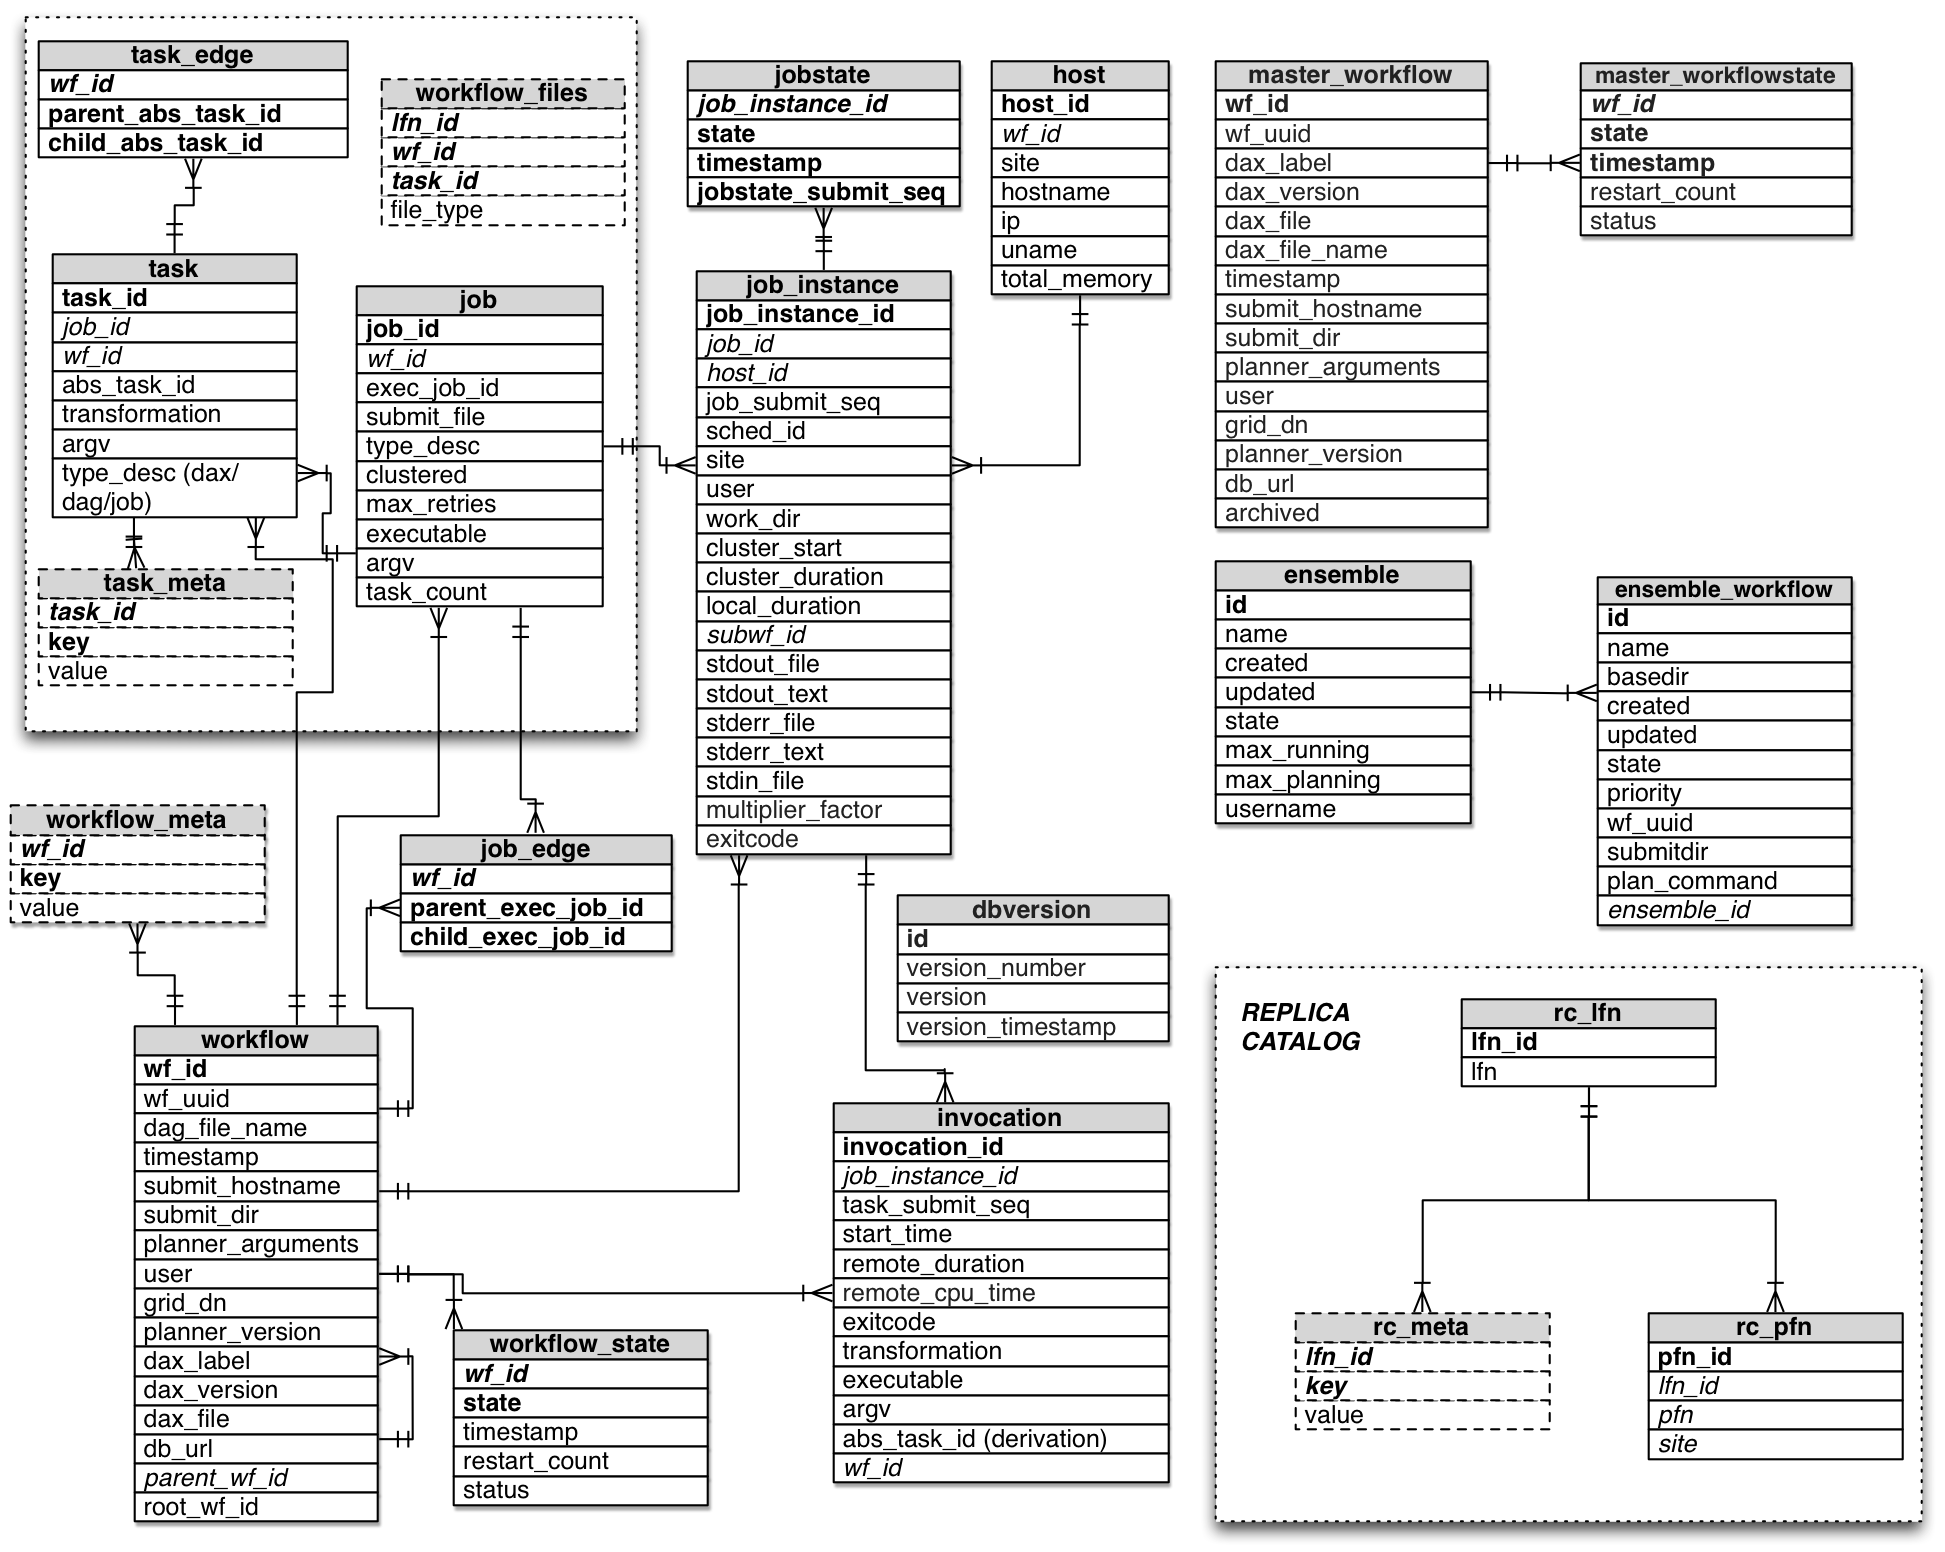 task_edge
wf_id
parent_abs_task_id
child_abs_task_id
workflow_files
lfn_id
wf_id
task_id
file_type
jobstate
job_instance_id
state
timestamp
jobstate_submit_seq
host
host_id
wf_id
site
hostname
ip
uname
total_memory
master_workflow
wf_id
wf_uuid
dax_label
dax_version
dax_file
dax_file_name
timestamp
submit_hostname
submit_dir
planner_arguments
user
grid_dn
planner_version
db_url
archived
master_workflowstate
wf_id
state
timestamp
restart_count
status
task
task_id
job_id
wf_id
abs_task_id
transformation
argv
type_desc (dax/
dag/job)
job
job_id
wf_id
exec_job_id
submit_file
type_desc
clustered
max_retries
executable
argv
task_count
job_instance
job_instance_id
job_id
host_id
job_submit_seq
sched_id
site
user
work_dir
cluster_start
cluster_duration
local_duration
subwf_id
stdout_file
stdout_text
stderr_file
stderr_text
stdin_file
multiplier_factor
exitcode
task_meta
task_id
key
value
ensemble
id
name
created
updated
state
max_running
max_planning
username
ensemble_workflow
id
name
basedir
created
updated
state
priority
wf_uuid
submitdir
plan_command
ensemble_id
workflow_meta
wf_id
key
value
job_edge
wf_id
parent_exec_job_id
child_exec_job_id
dbversion
id
version_number
version
version_timestamp
workflow
wf_id
wf_uuid
dag_file_name
timestamp
submit_hostname
submit_dir
planner_arguments
user
grid_dn
planner_version
dax_label
dax_version
dax_file
db_url
parent_wf_id
root_wf_id
workflow_state
wf_id
state
timestamp
restart_count
status
invocation
invocation_id
job_instance_id
task_submit_seq
start_time
remote_duration
remote_cpu_time
exitcode
transformation
executable
argv
abs_task_id (derivation)
wf_id
REPLICA
CATALOG
rc_lfn
lfn_id
lfn
rc_meta
lfn_id
key
value
rc_pfn
pfn_id
lfn_id
pfn
site